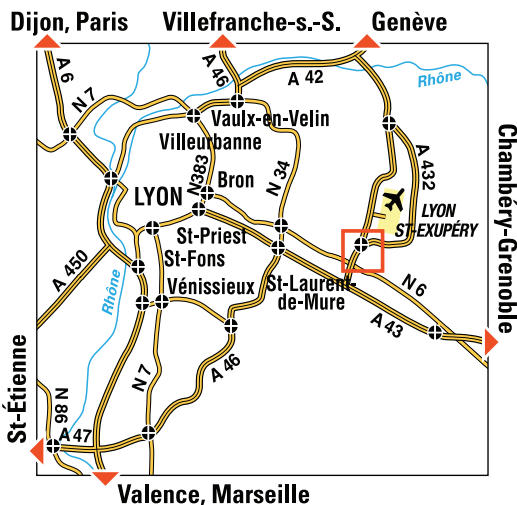 Dijon, Paris
Villefranche-s.-S.
Genève
A 6
A 46
A 42
Rhône
N 7
Vaulx-en-Velin
Villeurbanne
A 432
Chambéry-Grenoble
N383
N 34
Bron
LYON
LYON
ST-EXUPÉRY
St-Priest
St-Fons
A 450
Rhône
Vénissieux
St-Laurent-
de-Mure
N 6
A 43
N 7
A 46
St-Étienne
N 86
A 47
Valence, Marseille